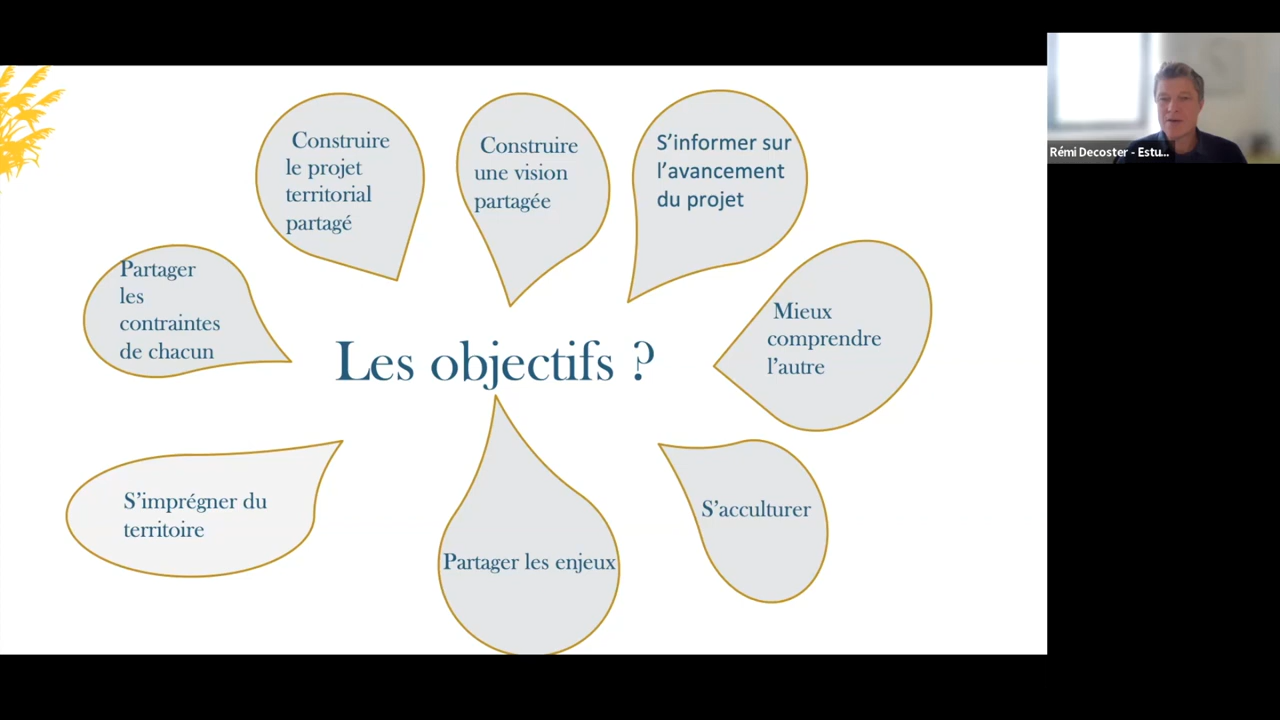 Construire
le projet
territorial
partagé
Construire
une vision
partagée
S’informer sur
l’avancement
du projet
Partager
les
contraintes
de chacun
Les objectifs ?
Mieux
comprendre
l’autre
S’imprégner du
territoire
Partager les enjeux
S’acculturer
Rémi Decoster - Estu...